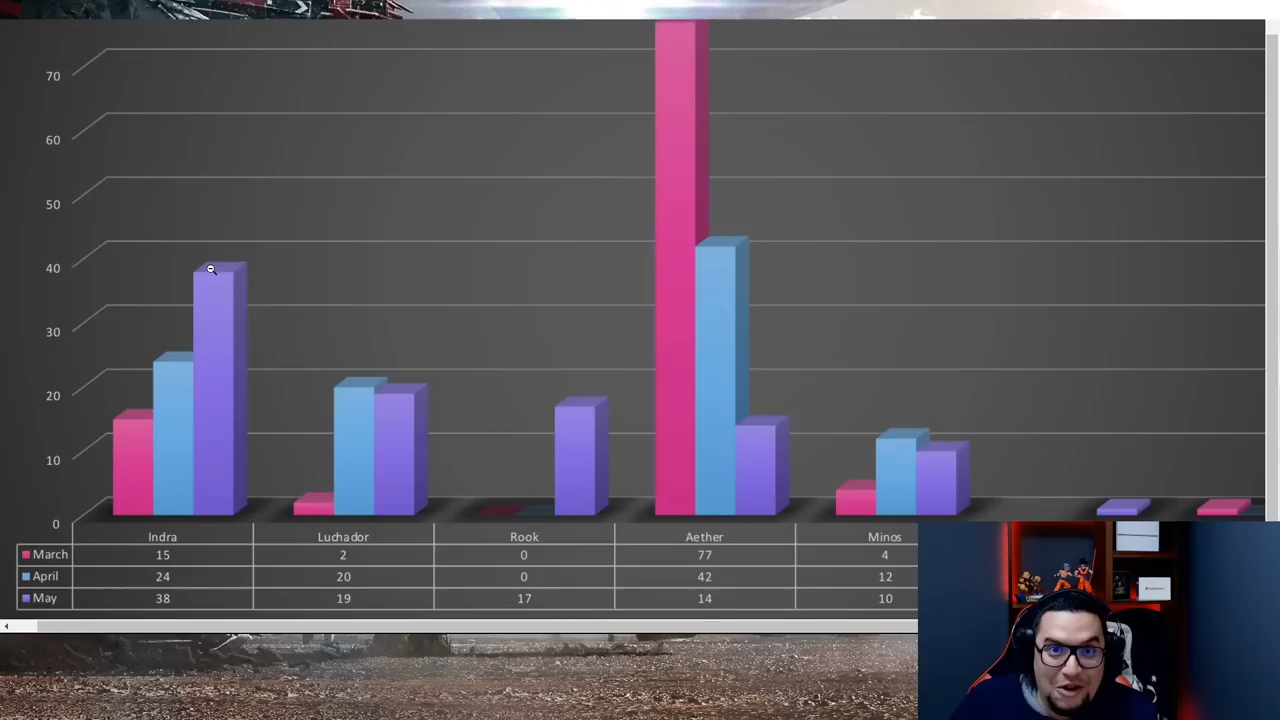 70
60
50
40
30
20
10
0
Indra Luchador Rook Aether Minos
March 15 2 0 77 4
April 24 20 0 42 12
May 38 19 17 14 10